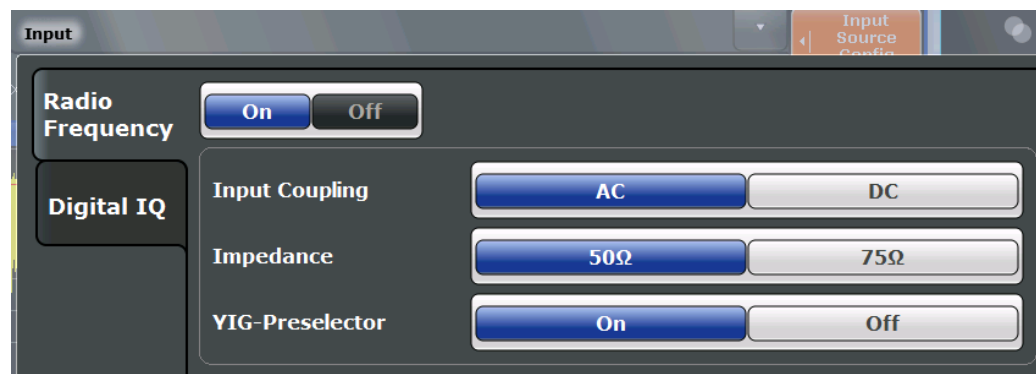 Input
Input
Source
Config
Radio
Frequency
On Off
Digital IQ
Input Coupling AC DC
Impedance 50Ω 75Ω
YIG-Preselector On Off